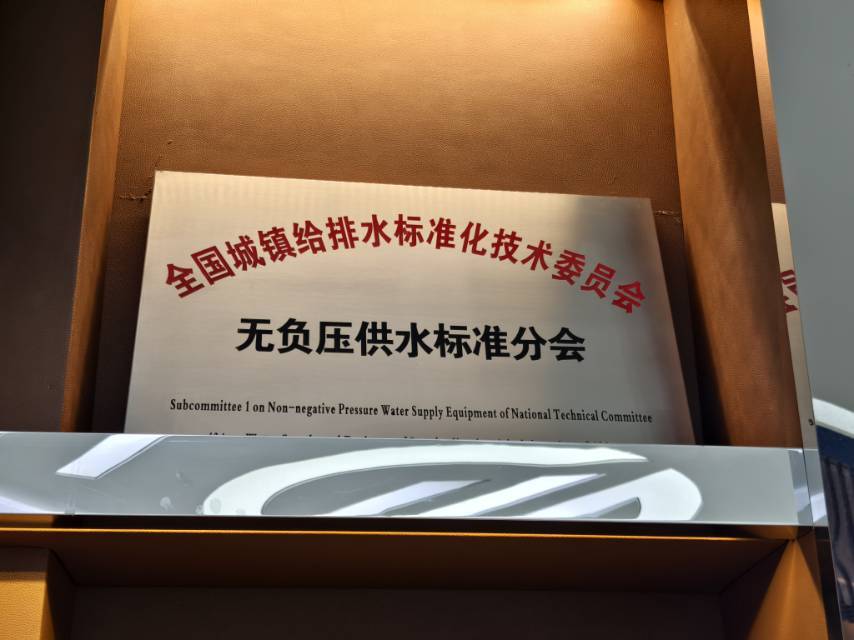 全国城镇给排水标准化技术委员会
无负压供水标准分会
Subcommittee 1 on Non-negative Pressure Water Supply Equipment of National Technical Committee